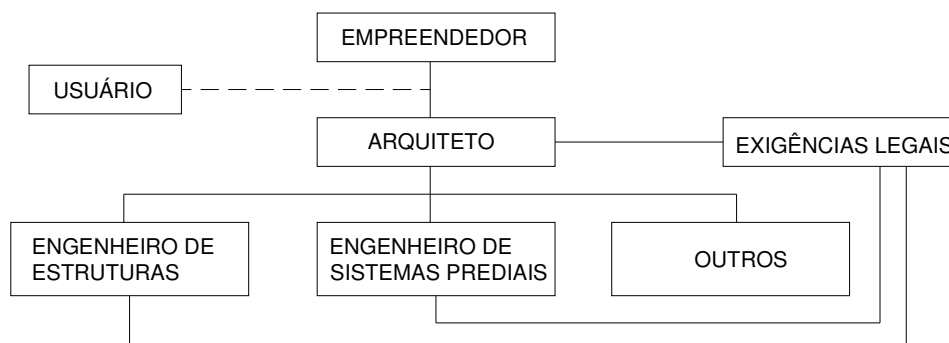 EMPREENDEDOR
USUÁRIO
ARQUITETO
EXIGÊNCIAS LEGAIS
ENGENHEIRO DE
ESTRUTURAS
ENGENHEIRO DE
SISTEMAS PREDIAIS
OUTROS